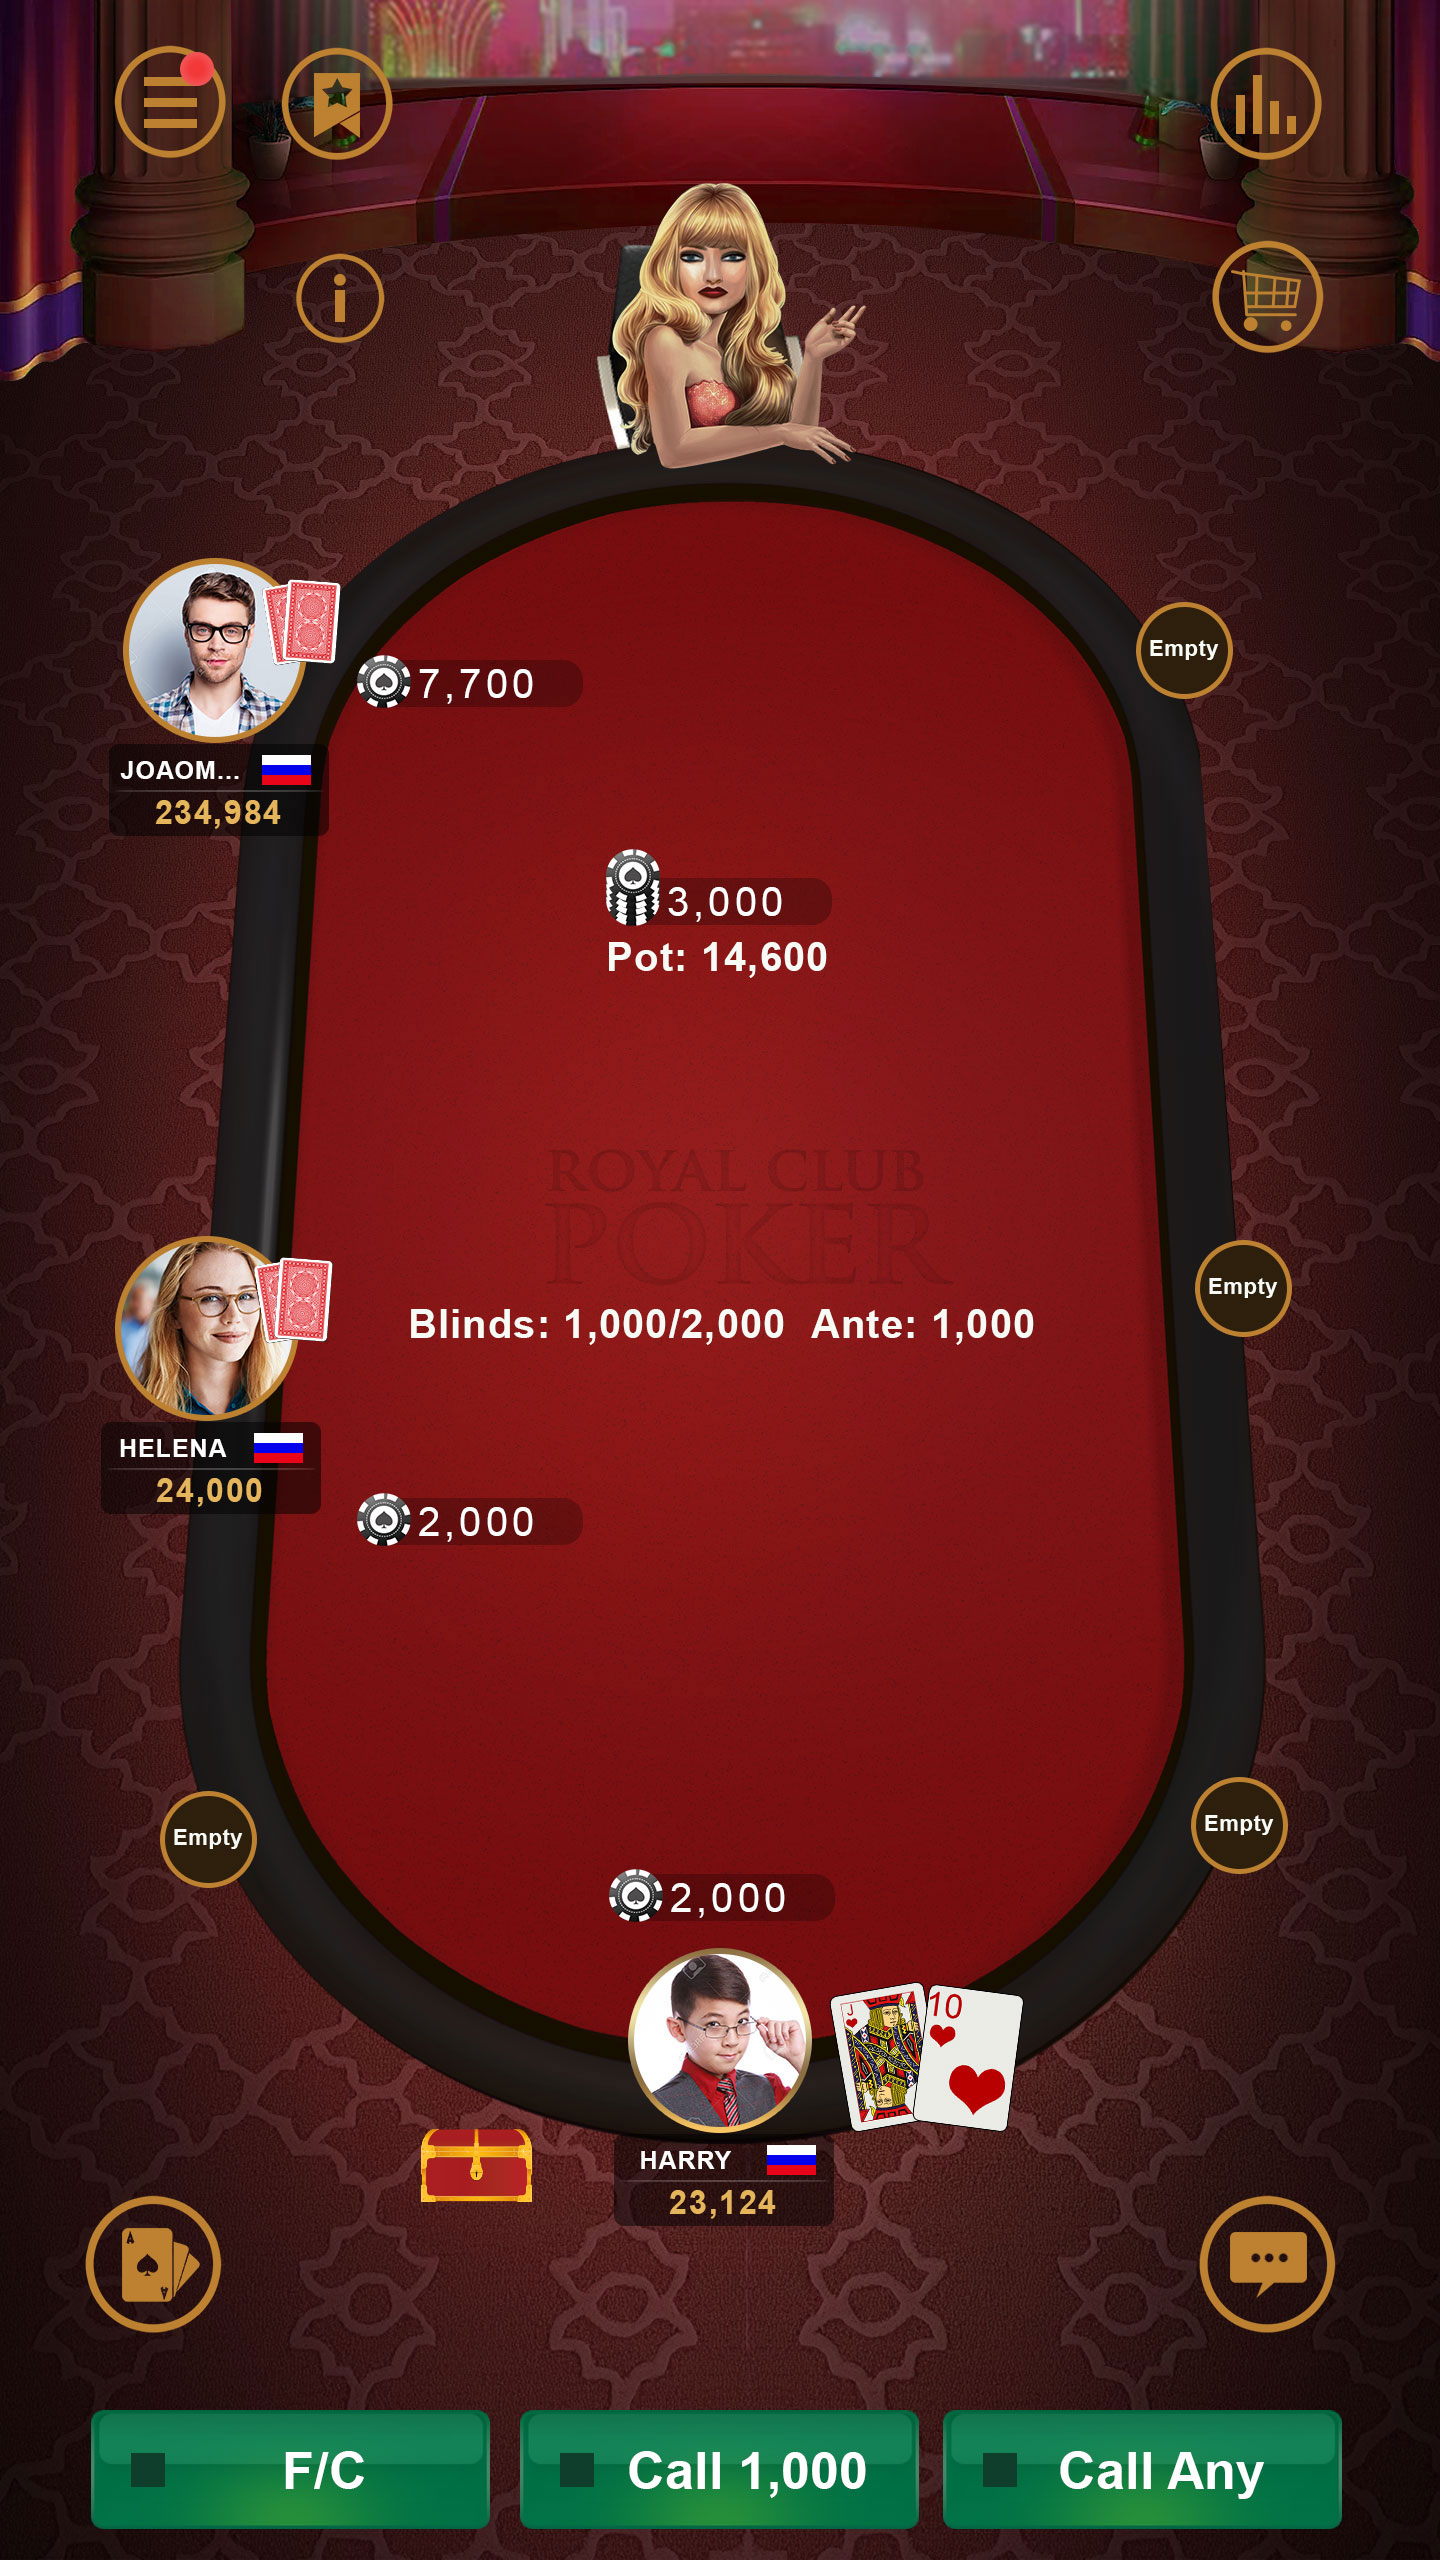 7,700
Empty
JOAOM...
234,984
3,000
Pot: 14,600
ROYAL CLUB
POKER
Empty
Blinds: 1,000/2,000 Ante: 1,000
HELENA
24,000
2,000
Empty
Empty
2,000
J
10
HARRY
23,124
A
A
F/C
Call 1,000
Call Any